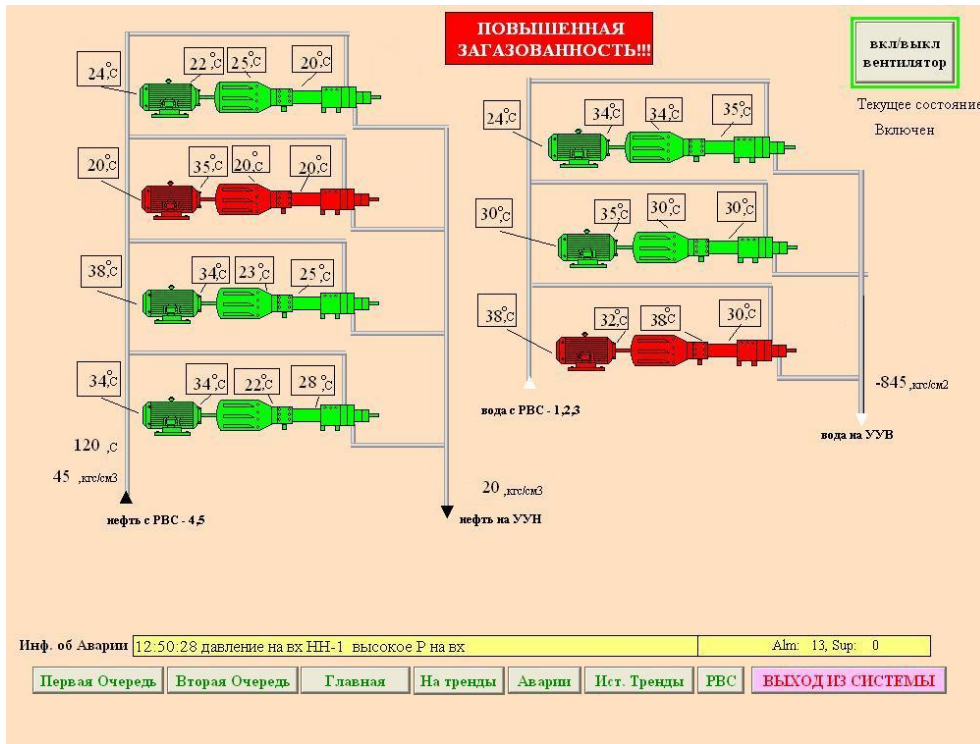 ПОВЫШЕННАЯ
ЗАГАЗОВАННОСТЬ!!!
вкл/выкл
вентилятор
Текущее состояние
Включен
24°,C 22°,C 25°C 20°,C
20°,C 35°,C 20°,C 20°,C
38°,C 34°,C 23°,C 25°,C
34°,C 34°,C 22°,C 28°,C
120 ,C
45 ,кгс/см3
нефть с РВС - 4,5
20 ,кгс/см3
нефть на УУН
24°,C 34°,C 34°,C 35°,C
30°,C 35°,C 30°,C 30°,C
38°,C 32°,C 38°C 30°,C
вода с РВС - 1,2,3
-845 ,кгс/см2
вода на УУВ
Инф. об Аварии 12:50:28 давление на вх НН-1 высокое Р на вх Alm: 13, Sup: 0
Первая Очередь Вторая Очередь Главная На тренды Аварии Ист. Тренды РВС ВЫХОД ИЗ СИСТЕМЫ